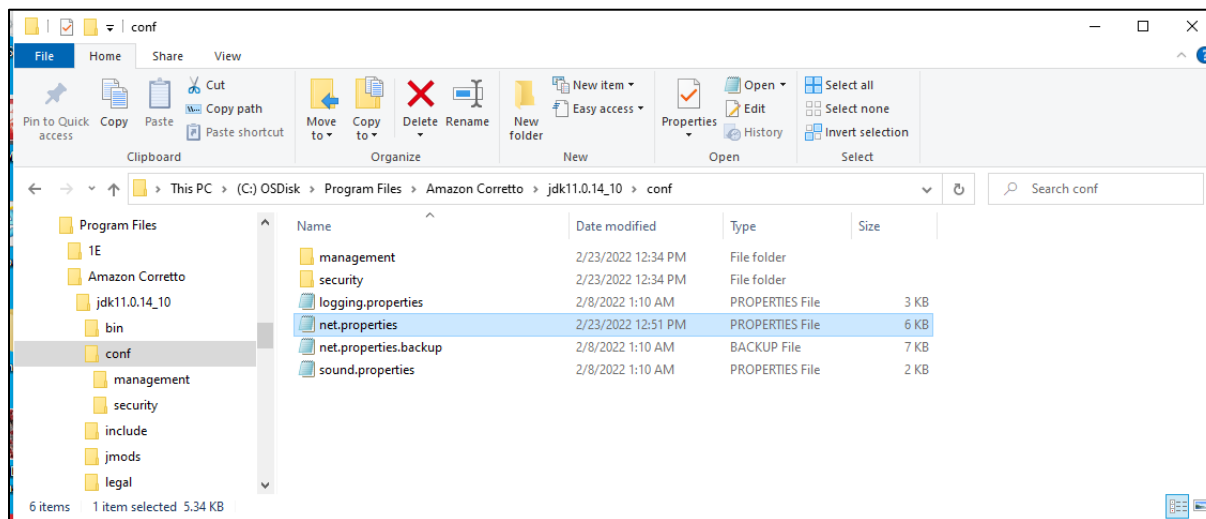 conf
File Home Share View
Pin to Quick access
Copy
Paste
Cut
Copy path
Paste shortcut
Clipboard
Move to
Copy to
Delete
Rename
Organize
New folder
New item
Easy access
New
Properties
Open
Edit
History
Open
Select all
Select none
Invert selection
Select
This PC > (C:) OSDisk > Program Files > Amazon Corretto > jdk11.0.14_10 > conf
Search conf
Program Files
1E
Amazon Corretto
jdk11.0.14_10
bin
conf
management
security
include
jmods
legal
Name Date modified Type Size
management 2/23/2022 12:34 PM File folder
security 2/23/2022 12:34 PM File folder
logging.properties 2/8/2022 1:10 AM PROPERTIES File 3 KB
net.properties 2/23/2022 12:51 PM PROPERTIES File 6 KB
net.properties.backup 2/8/2022 1:10 AM BACKUP File 7 KB
sound.properties 2/8/2022 1:10 AM PROPERTIES File 2 KB
6 items 1 item selected 5.34 KB